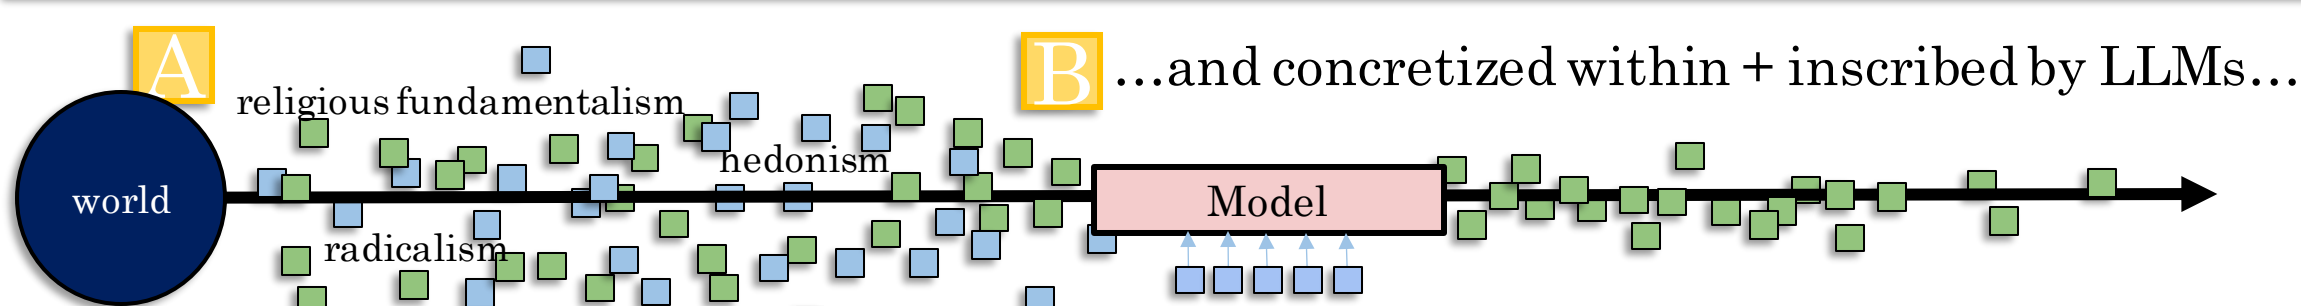 A
religious fundamentalism
hedonism
world
radicalism
B
...and concretized within + inscribed by LLMs...
Model